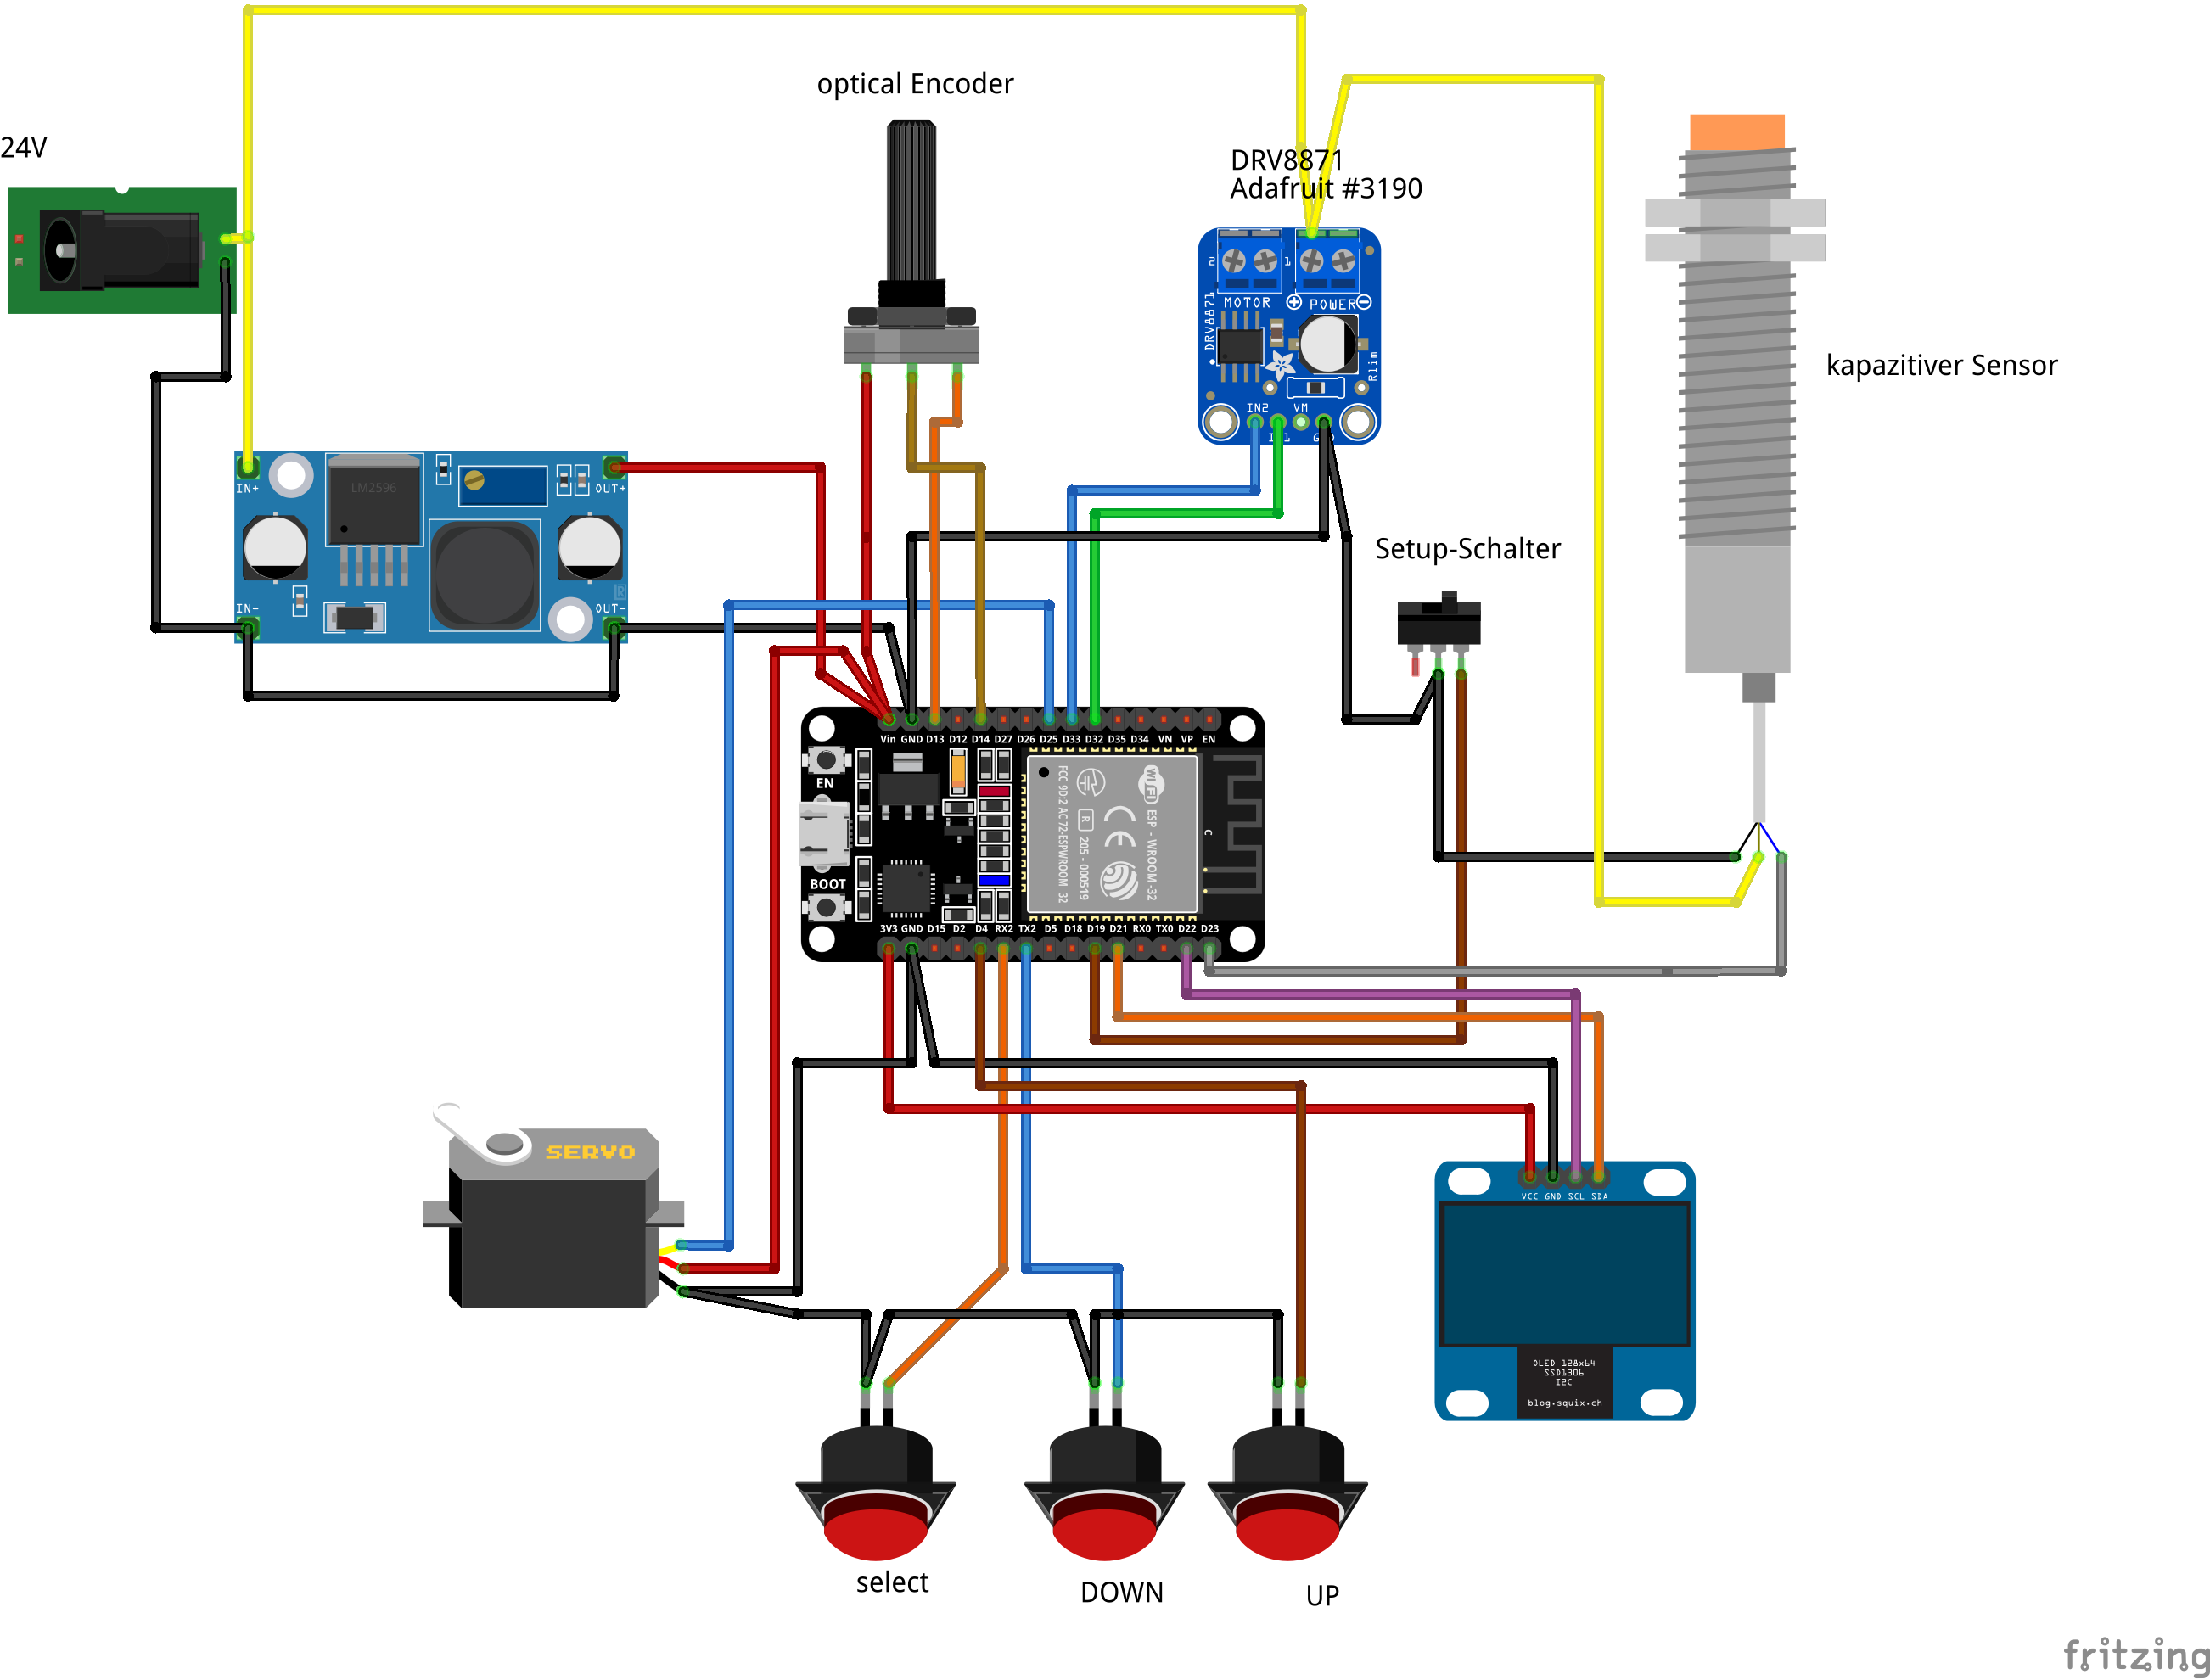 optical Encoder
24V
DRV8871
Adafruit #3190
2
1
MOTOR
POWER
DRV8871
Rlim
kapazitiver Sensor
IN2
VM
IN+
LM2596
OUT+
Setup-Schalter
IN-
OUT-
Vin GND D13 D12 D14 D27 D26 D25 D33 D32 D35 D34 VN VP EN
EN
FCC 9D:2 AC 72-ESPWROOM 32
R
205 - 000519
CE
WiFi
ESP - WROOM -32
BOOT
3V3 GND D15 D2 D4 RX2 TX2 D5 D18 D19 D21 RX0 TX0 D22 D23
SERVO
VCC GND SCL SDA
OLED 128x64
SSD1306
I2C
blog.squix.ch
select
DOWN
UP
fritzing